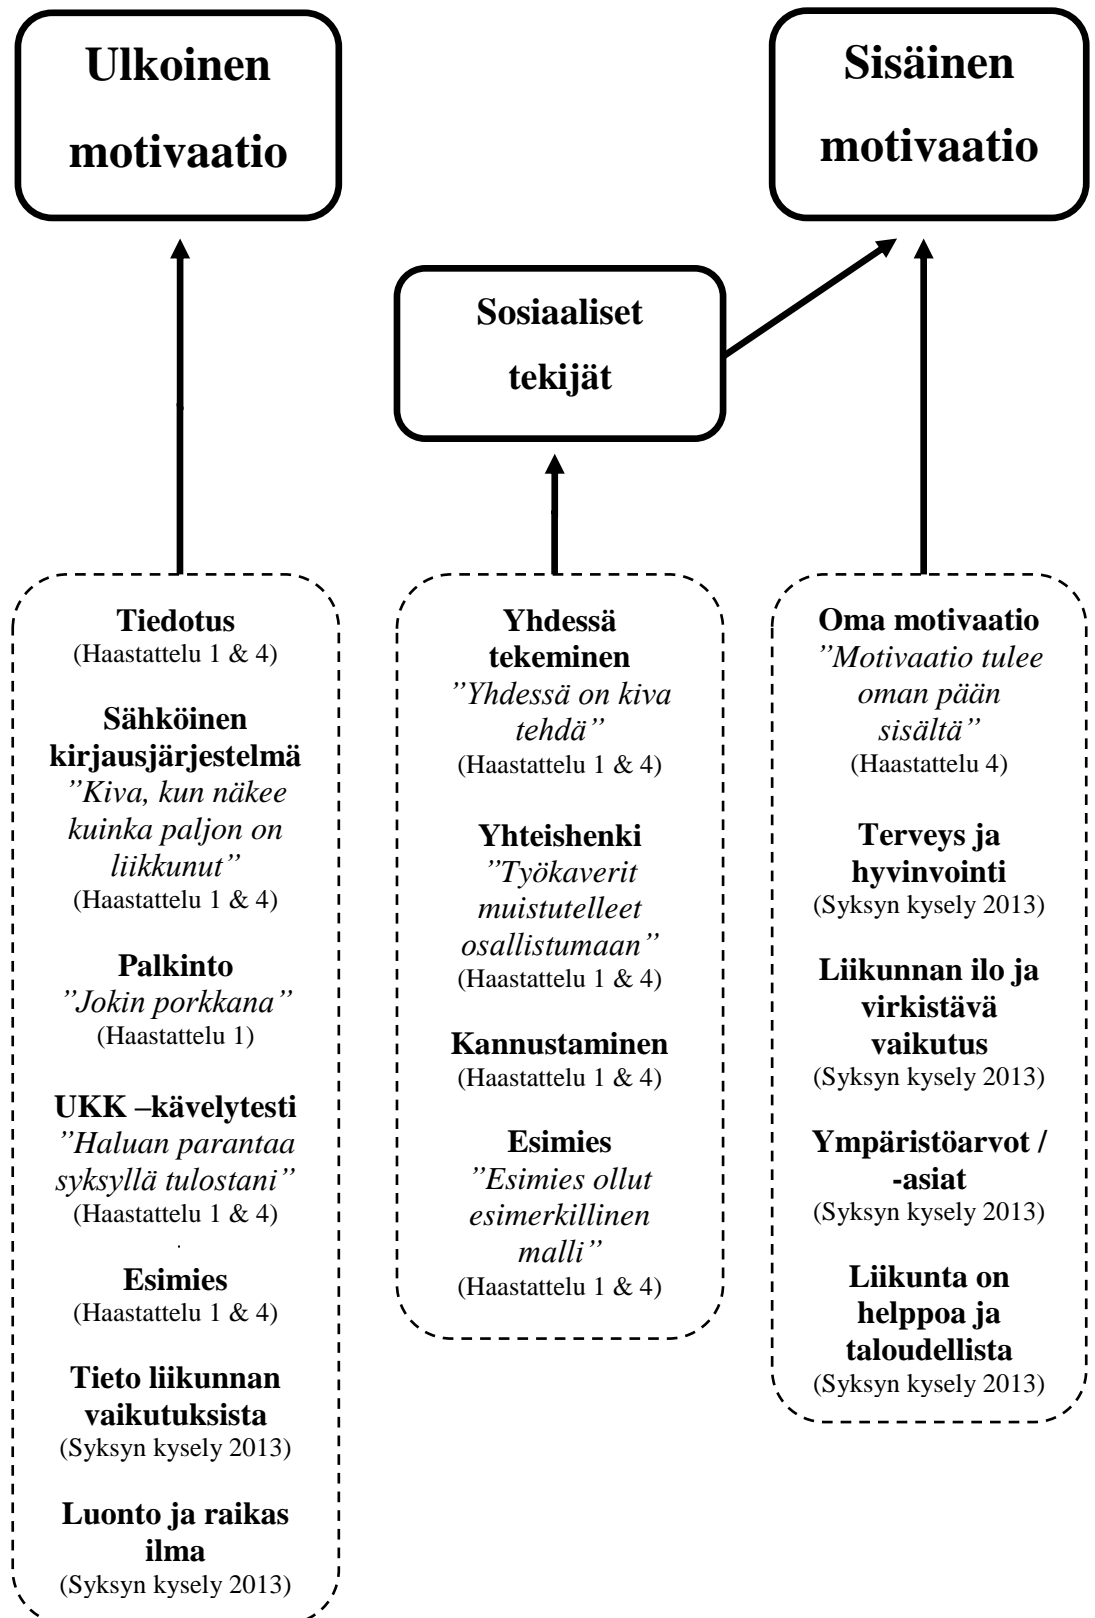 Ulkoinen
motivaatio
Sisäinen
motivaatio
Sosiaaliset
tekijät
Tiedotus
(Haastattelu 1 & 4)
Sähköinen
kirjausjärjestelmä
”Kiva, kun näkee
kuinka paljon on
liikkunut”
(Haastattelu 1 & 4)
Palkinto
”Jokin porkkana”
(Haastattelu 1)
UKK –kävelytesti
”Haluan parantaa
syksyllä tulostani”
(Haastattelu 1 & 4)
Esimies
(Haastattelu 1 & 4)
Tieto liikunnan
vaikutuksista
(Syksyn kysely 2013)
Luonto ja raikas
ilma
(Syksyn kysely 2013)
Yhdessä
tekeminen
”Yhdessä on kiva
tehdä”
(Haastattelu 1 & 4)
Yhteishenki
”Työkaverit
muistutelleet
osallistumaan”
(Haastattelu 1 & 4)
Kannustaminen
(Haastattelu 1 & 4)
Esimies
”Esimies ollut
esimerkillinen
malli”
(Haastattelu 1 & 4)
Oma motivaatio
”Motivaatio tulee
oman pään
sisältä”
(Haastattelu 4)
Terveys ja
hyvinvointi
(Syksyn kysely 2013)
Liikunnan ilo ja
virkistävä
vaikutus
(Syksyn kysely 2013)
Ympäristöarvot /
-asiat
(Syksyn kysely 2013)
Liikunta on
helppoa ja
taloudellista
(Syksyn kysely 2013)